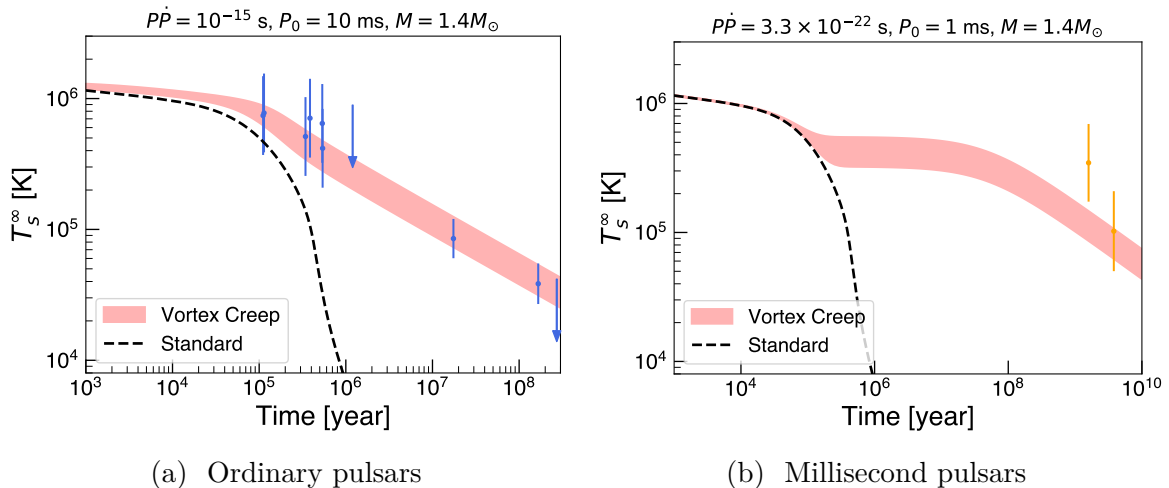 PṖ = 10⁻¹⁵ s, P₀ = 10 ms, M = 1.4M⊙
T_s^∞ [K]
10⁶
10⁵
10⁴
Vortex Creep
Standard
10³ 10⁴ 10⁵ 10⁶ 10⁷ 10⁸
Time [year]
(a) Ordinary pulsars
PṖ = 3.3 × 10⁻²² s, P₀ = 1 ms, M = 1.4M⊙
T_s^∞ [K]
10⁶
10⁵
10⁴
Vortex Creep
Standard
10⁴ 10⁶ 10⁸ 10¹⁰
Time [year]
(b) Millisecond pulsars